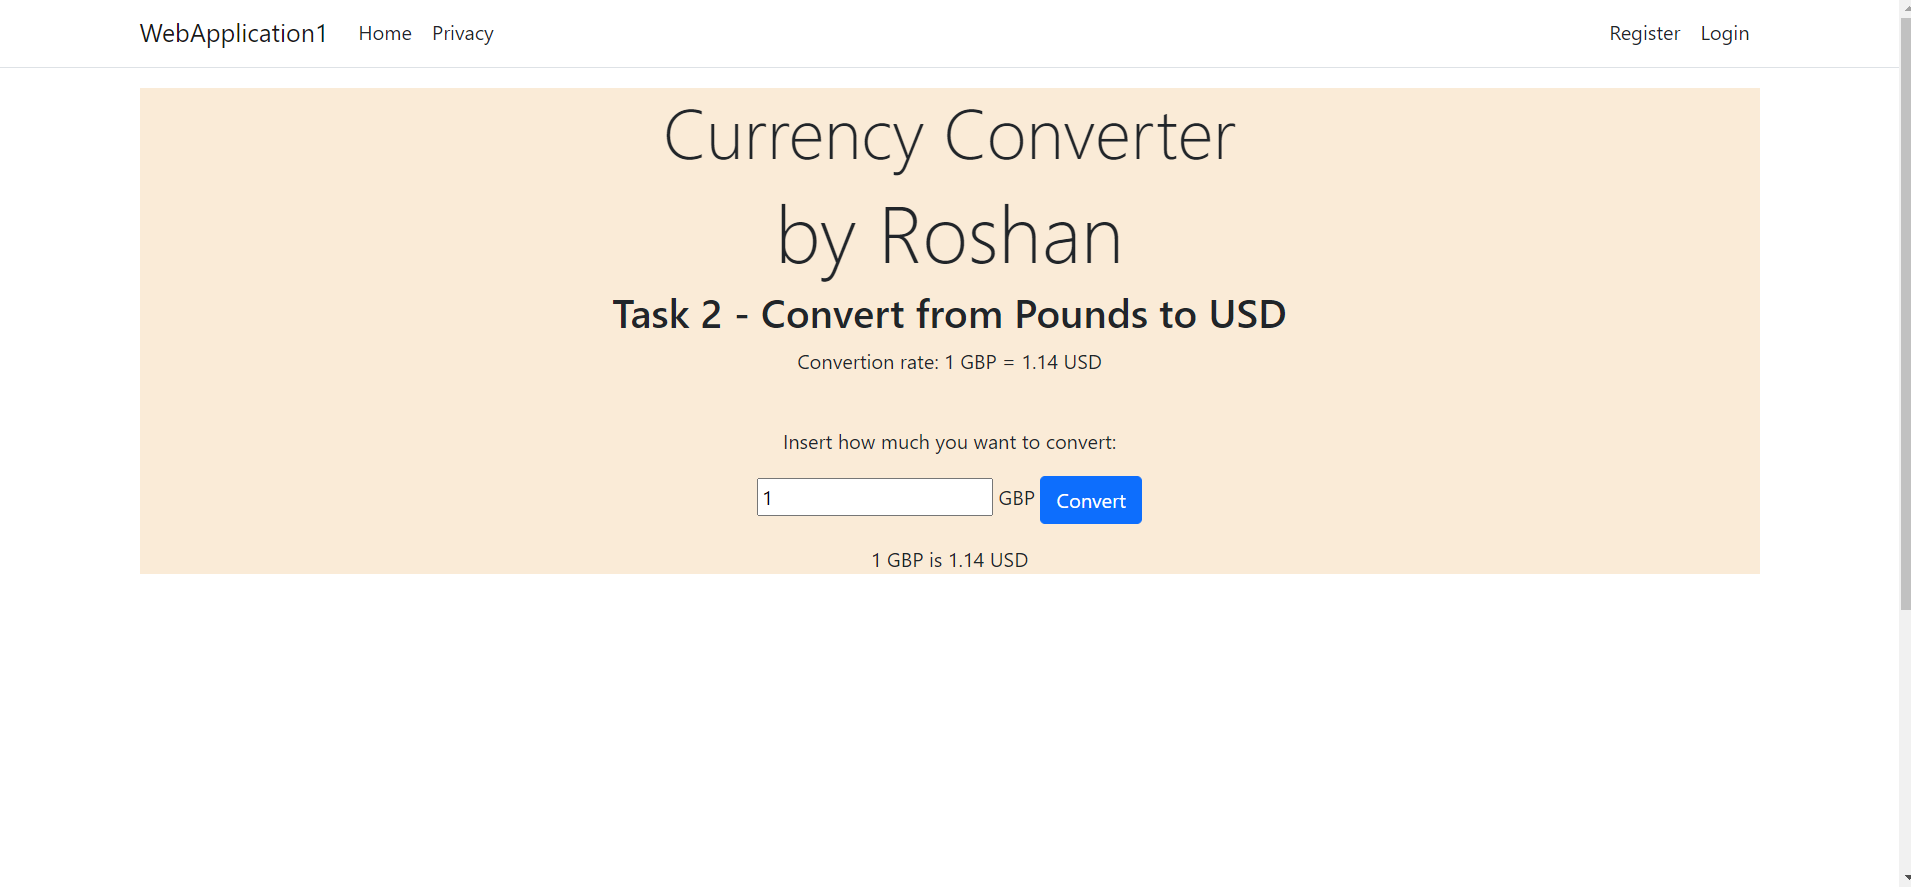 WebApplication1 Home Privacy Register Login
Currency Converter
by Roshan
Task 2 - Convert from Pounds to USD
Convertion rate: 1 GBP = 1.14 USD
Insert how much you want to convert:
1 GBP Convert
1 GBP is 1.14 USD